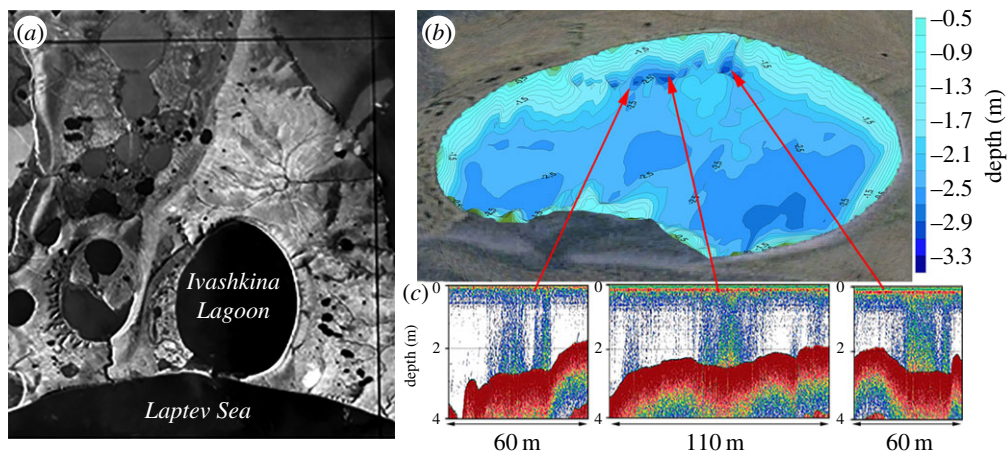 (a)
Ivashkina
Lagoon
Laptev Sea
(b)
–0.5
–0.9
–1.3
–1.7
–2.1
–2.5
–2.9
–3.3
depth (m)
(c)
depth (m)
0
2
4
60 m
0
2
4
110 m
0
2
4
60 m